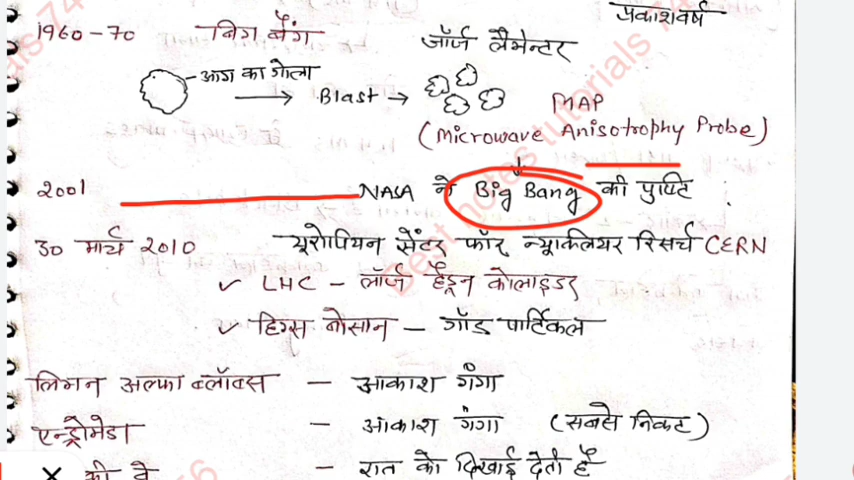 प्रकाशवर्ष
1960-70 बिग बैंग जॉर्ज लैमेन्टर
आग का गोला → Blast → MAP
(Microwave Anisotrophy Probe)
2001 NASA ने Big Bang की पुष्टि
30 मार्च 2010 यूरोपियन सेंटर फॉर न्यूक्लियर रिसर्च CERN
✓ LHC - लॉर्ज हैड्रन कोलाइडर
✓ हिग्स बोसान - गॉड पार्टिकल
लिमन अल्फा ब्लॉब्स - आकाश गंगा
एन्ड्रोमेडा - आकाश गंगा (सबसे निकट)
- रात को दिखाई देती है